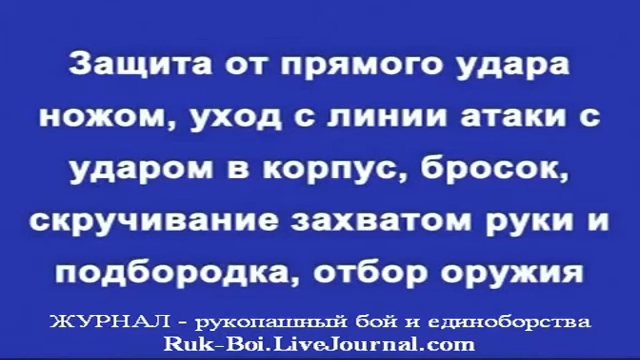 Защита от прямого удара
ножом, уход с линии атаки с
ударом в корпус, бросок,
скручивание захватом руки и
подбородка, отбор оружия
ЖУРНАЛ - рукопашный бой и единоборства
Ruk-Boi.LiveJournal.com